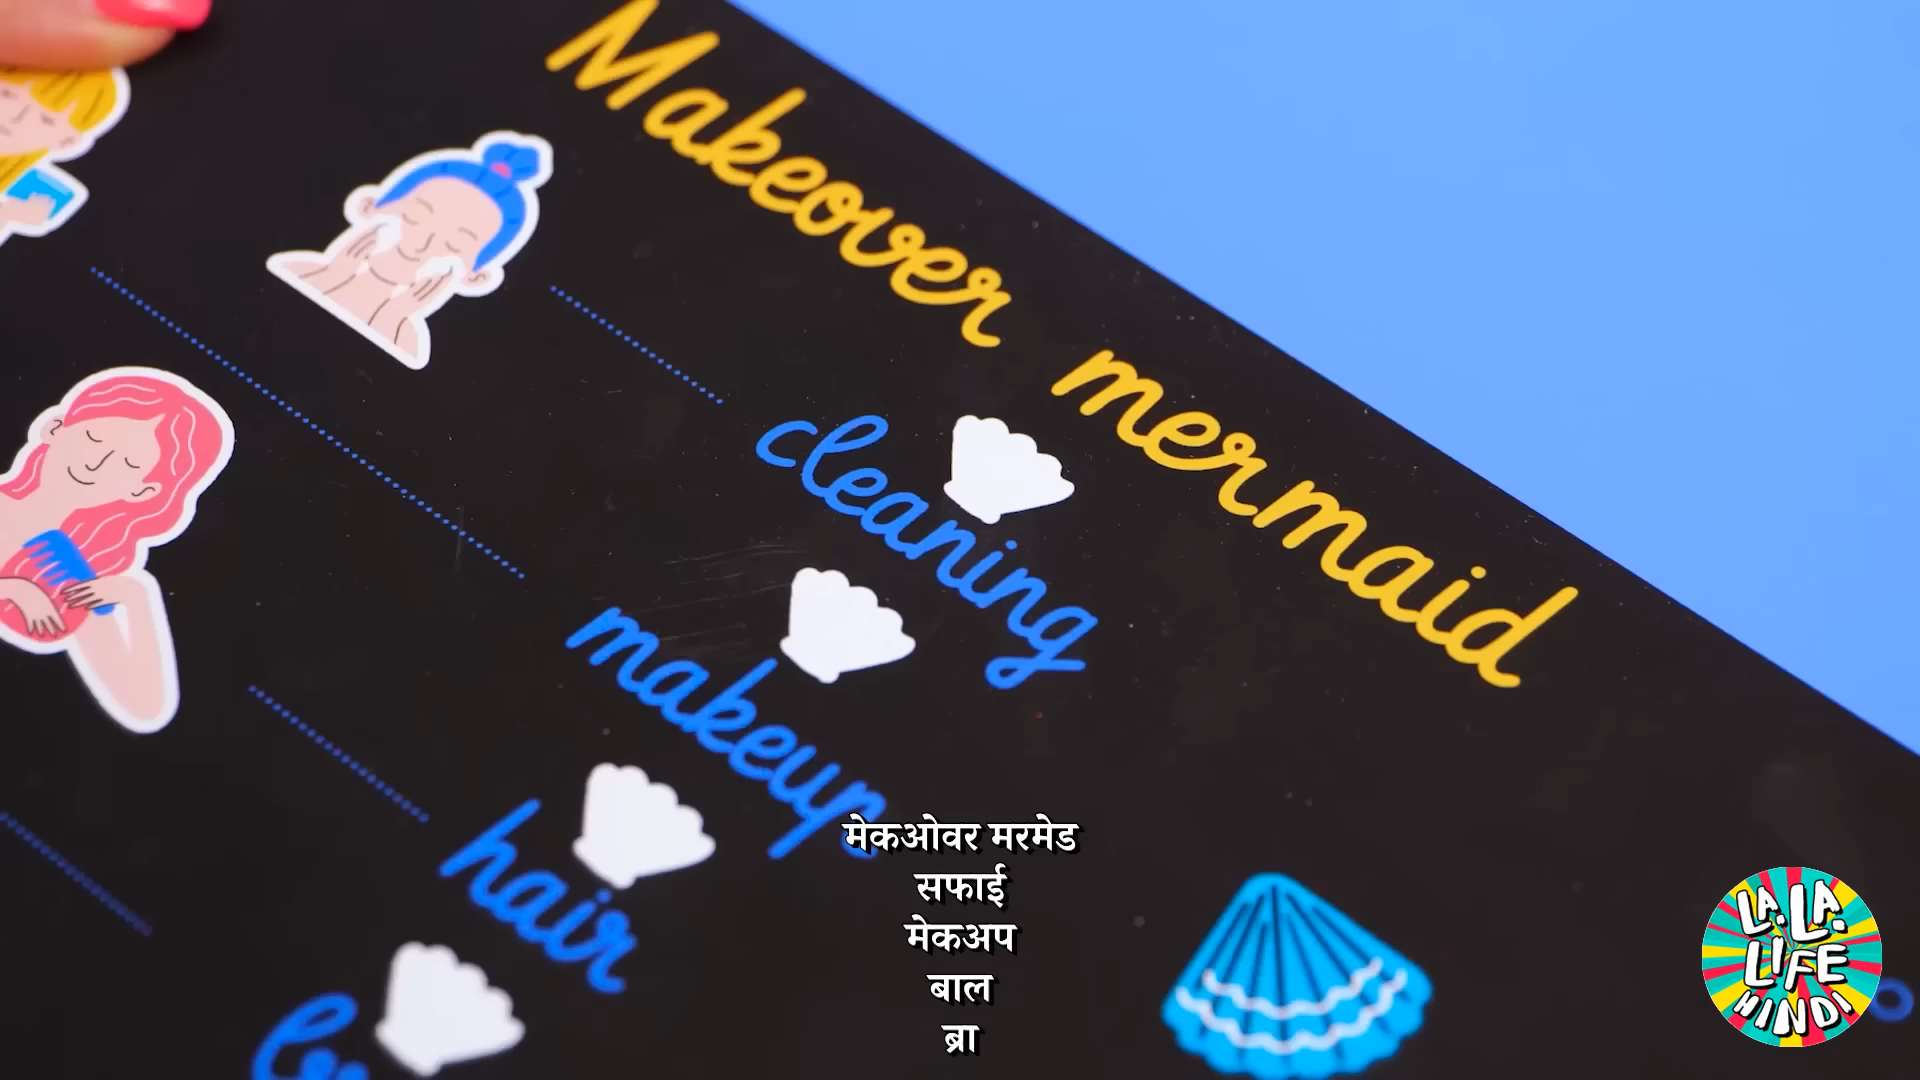 Makeover mermaid
cleaning
makeup
hair
मेकओवर मरमेड
सफाई
मेकअप
बाल
ब्रा
LA. LA.
LIFE
HINDI